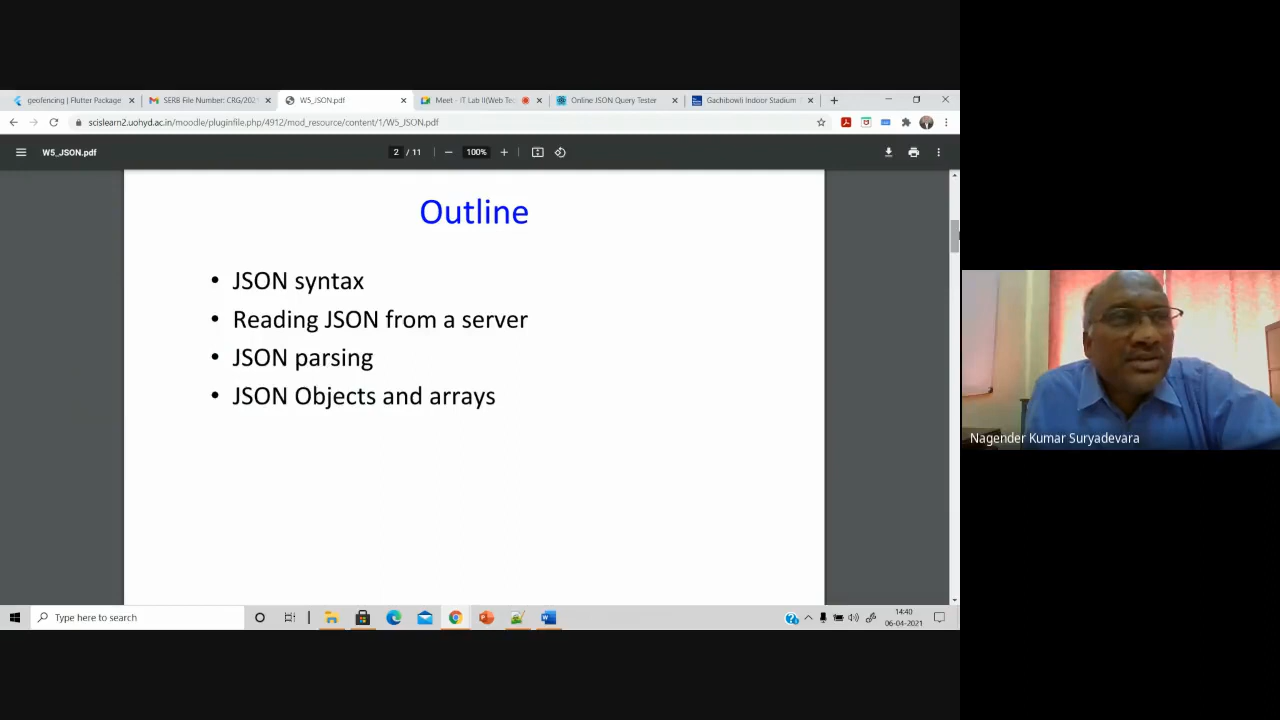 geofencing | Flutter Package
SERB File Number: CRG/202
W5_JSON.pdf
Meet - IT Lab II(Web Te
Online JSON Query Tester
Gachibowli Indoor Stadium
scislearn2.uohyd.ac.in/moodle/pluginfile.php/4912/mod_resource/content/1/W5_JSON.pdf
W5_JSON.pdf
2 / 11
100%
Outline
• JSON syntax
• Reading JSON from a server
• JSON parsing
• JSON Objects and arrays
Nagender Kumar Suryadevara
Type here to search
14:40
06-04-2021